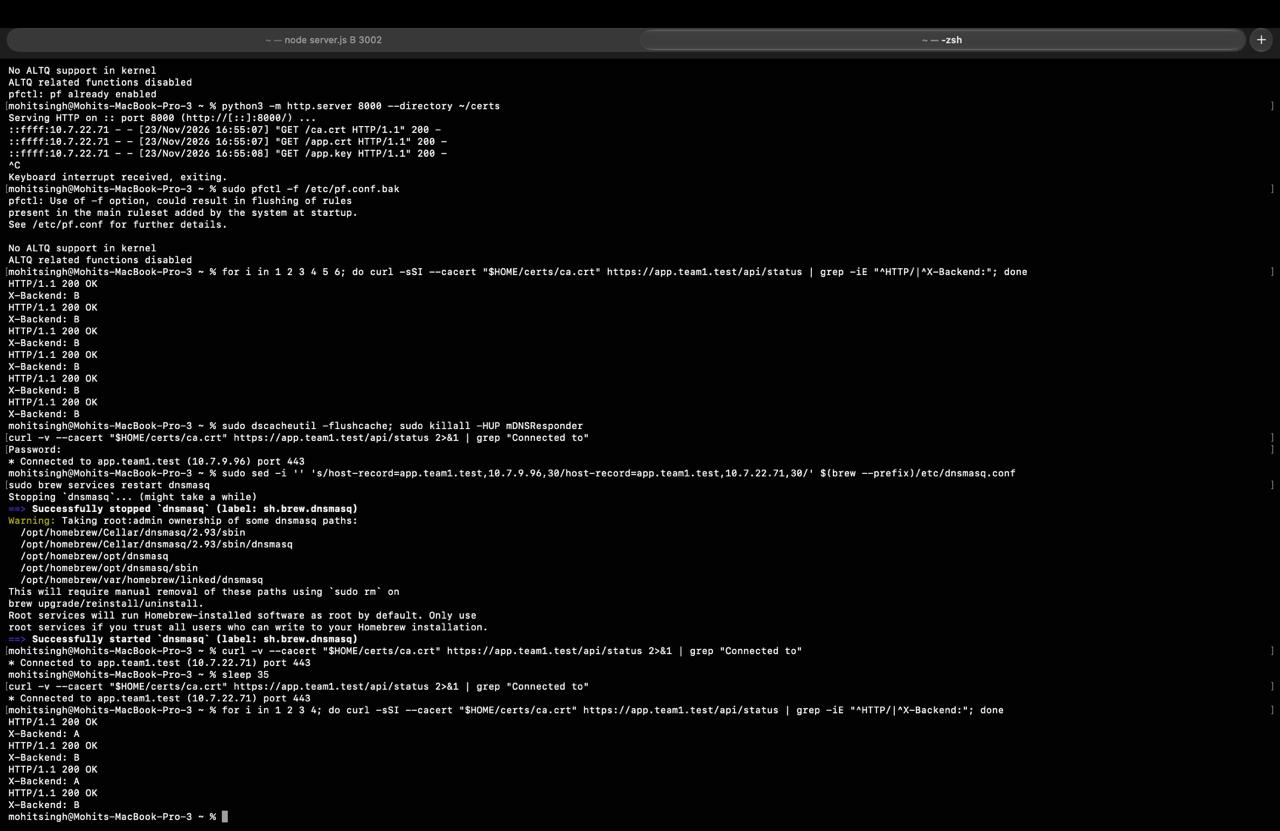 ~ — node server.js B 3002
~ — -zsh
+
No ALTQ support in kernel
ALTQ related functions disabled
pfctl: pf already enabled
[mohitsingh@Mohits-MacBook-Pro-3 ~ % python3 -m http.server 8000 --directory ~/certs ]
Serving HTTP on :: port 8000 (http://[::]:8000/) ...
::ffff:10.7.22.71 - - [23/Nov/2026 16:55:07] "GET /ca.crt HTTP/1.1" 200 -
::ffff:10.7.22.71 - - [23/Nov/2026 16:55:07] "GET /app.crt HTTP/1.1" 200 -
::ffff:10.7.22.71 - - [23/Nov/2026 16:55:08] "GET /app.key HTTP/1.1" 200 -
^C
Keyboard interrupt received, exiting.
[mohitsingh@Mohits-MacBook-Pro-3 ~ % sudo pfctl -f /etc/pf.conf.bak ]
pfctl: Use of -f option, could result in flushing of rules
present in the main ruleset added by the system at startup.
See /etc/pf.conf for further details.

No ALTQ support in kernel
ALTQ related functions disabled
[mohitsingh@Mohits-MacBook-Pro-3 ~ % for i in 1 2 3 4 5 6; do curl -sSI --cacert "$HOME/certs/ca.crt" https://app.team1.test/api/status | grep -iE "^HTTP/|^X-Backend:"; done ]
HTTP/1.1 200 OK
X-Backend: B
HTTP/1.1 200 OK
X-Backend: B
HTTP/1.1 200 OK
X-Backend: B
HTTP/1.1 200 OK
X-Backend: B
HTTP/1.1 200 OK
X-Backend: B
HTTP/1.1 200 OK
X-Backend: B
mohitsingh@Mohits-MacBook-Pro-3 ~ % sudo dscacheutil -flushcache; sudo killall -HUP mDNSResponder
[curl -v --cacert "$HOME/certs/ca.crt" https://app.team1.test/api/status 2>&1 | grep "Connected to" ]
[Password: ]
* Connected to app.team1.test (10.7.9.96) port 443
mohitsingh@Mohits-MacBook-Pro-3 ~ % sudo sed -i '' 's/host-record=app.team1.test,10.7.9.96,30/host-record=app.team1.test,10.7.22.71,30/' $(brew --prefix)/etc/dnsmasq.conf
[sudo brew services restart dnsmasq ]
Stopping `dnsmasq`... (might take a while)
==> Successfully stopped `dnsmasq` (label: sh.brew.dnsmasq)
Warning: Taking root:admin ownership of some dnsmasq paths:
  /opt/homebrew/Cellar/dnsmasq/2.93/sbin
  /opt/homebrew/Cellar/dnsmasq/2.93/sbin/dnsmasq
  /opt/homebrew/opt/dnsmasq
  /opt/homebrew/opt/dnsmasq/sbin
  /opt/homebrew/var/homebrew/linked/dnsmasq
This will require manual removal of these paths using `sudo rm` on
brew upgrade/reinstall/uninstall.
Root services will run Homebrew-installed software as root by default. Only use
root services if you trust all users who can write to your Homebrew installation.
==> Successfully started `dnsmasq` (label: sh.brew.dnsmasq)
[mohitsingh@Mohits-MacBook-Pro-3 ~ % curl -v --cacert "$HOME/certs/ca.crt" https://app.team1.test/api/status 2>&1 | grep "Connected to" ]
* Connected to app.team1.test (10.7.22.71) port 443
mohitsingh@Mohits-MacBook-Pro-3 ~ % sleep 35
[curl -v --cacert "$HOME/certs/ca.crt" https://app.team1.test/api/status 2>&1 | grep "Connected to" ]
* Connected to app.team1.test (10.7.22.71) port 443
[mohitsingh@Mohits-MacBook-Pro-3 ~ % for i in 1 2 3 4; do curl -sSI --cacert "$HOME/certs/ca.crt" https://app.team1.test/api/status | grep -iE "^HTTP/|^X-Backend:"; done ]
HTTP/1.1 200 OK
X-Backend: A
HTTP/1.1 200 OK
X-Backend: B
HTTP/1.1 200 OK
X-Backend: A
HTTP/1.1 200 OK
X-Backend: B
mohitsingh@Mohits-MacBook-Pro-3 ~ %